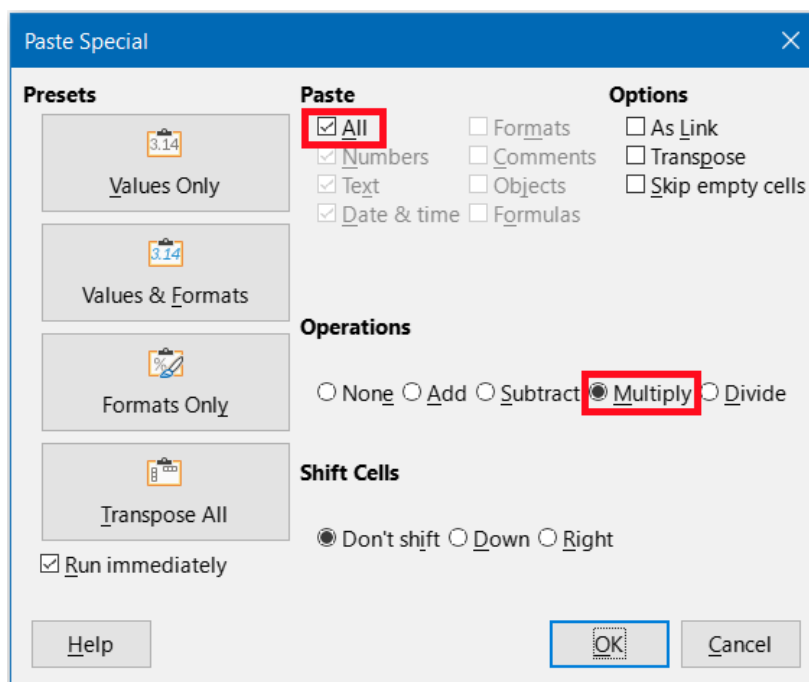 Paste Special
Presets
3.14
Values Only
3.14
Values & Formats
%
Formats Only
Transpose All
Run immediately
Paste
All
Numbers
Text
Date & time
Formats
Comments
Objects
Formulas
Options
As Link
Transpose
Skip empty cells
Operations
None Add Subtract Multiply Divide
Shift Cells
Don't shift Down Right
Help OK Cancel